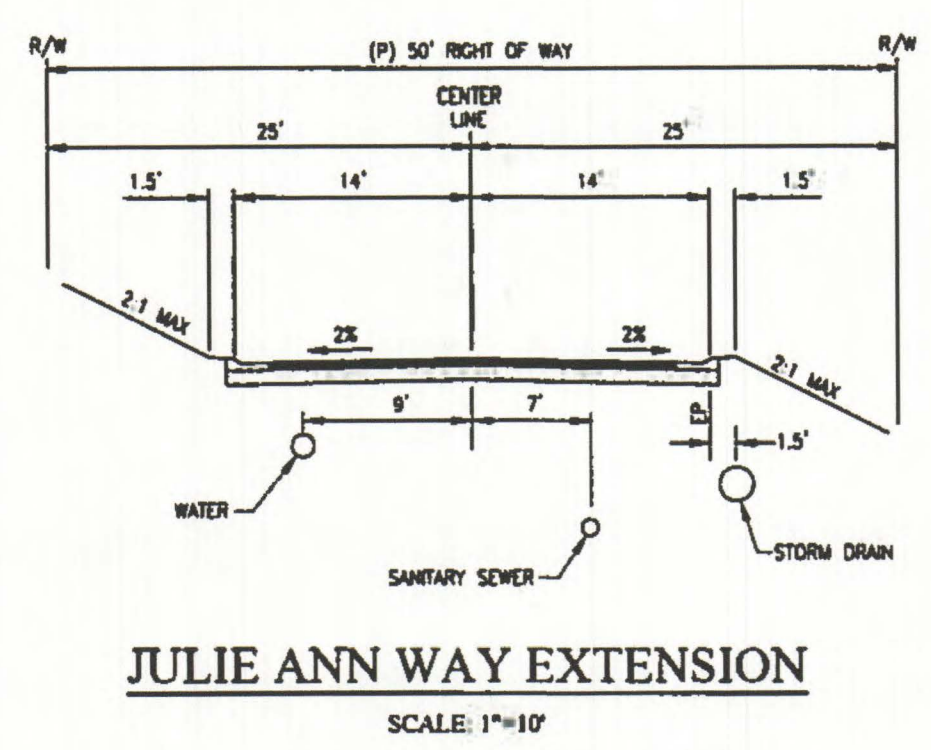 R/W (P) 50' RIGHT OF WAY R/W
CENTER
LINE
25' 25'
1.5' 14' 14' 1.5'
2:1 MAX 2% 2% 2:1 MAX
9' 7' EP
1.5'
WATER
SANITARY SEWER
STORM DRAIN
JULIE ANN WAY EXTENSION
SCALE: 1"=10'